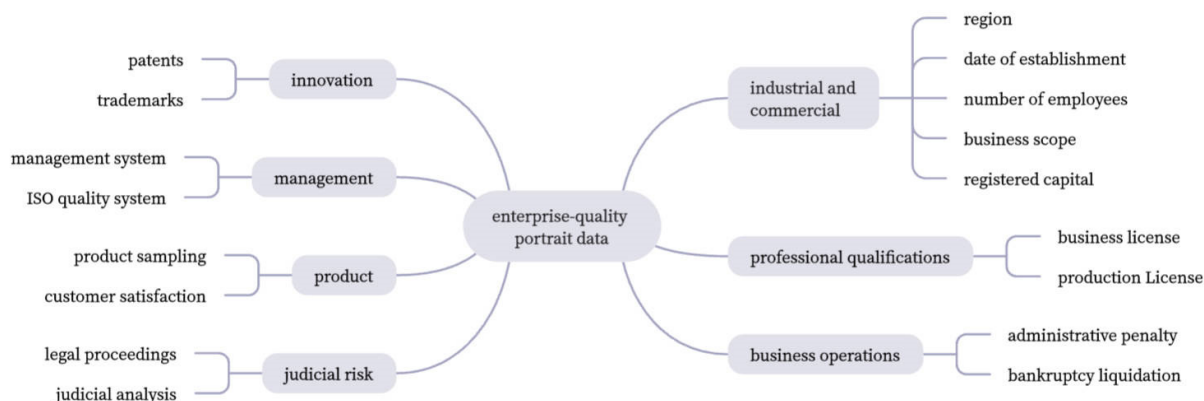 patents
trademarks
innovation
management system
ISO quality system
management
product sampling
customer satisfaction
product
legal proceedings
judicial analysis
judicial risk
enterprise-quality
portrait data
industrial and
commercial
region
date of establishment
number of employees
business scope
registered capital
professional qualifications
business license
production License
business operations
administrative penalty
bankruptcy liquidation